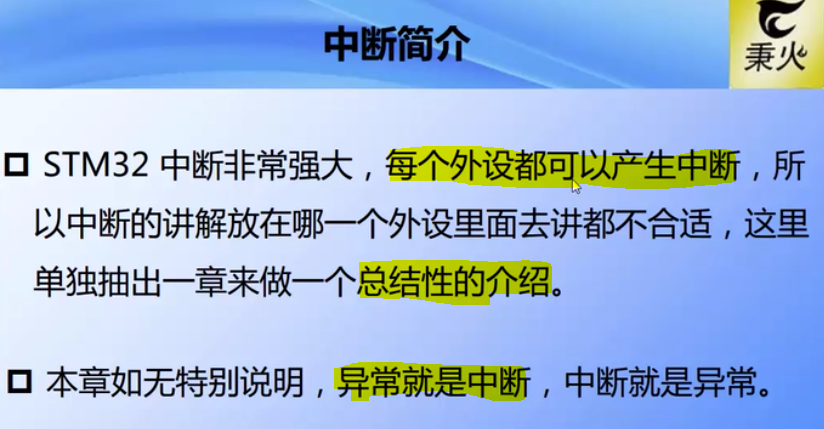 中断简介
秉火
STM32 中断非常强大，每个外设都可以产生中断，所
以中断的讲解放在哪一个外设里面去讲都不合适，这里
单独抽出一章来做一个总结性的介绍。
本章如无特别说明，异常就是中断，中断就是异常。